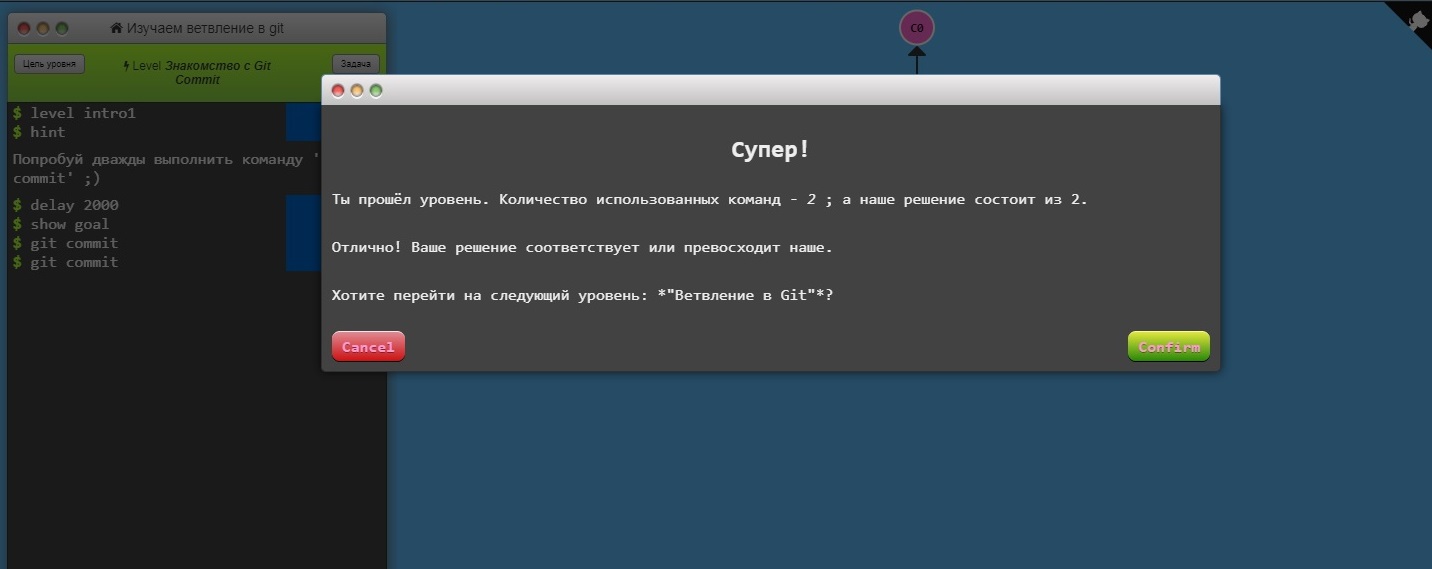 Изучаем ветвление в git
C0
Цель уровня
Level Знакомство с Git
Commit
Задача
$ level intro1
$ hint
Попробуй дважды выполнить команду '
commit' ;)
$ delay 2000
$ show goal
$ git commit
$ git commit
Супер!
Ты прошёл уровень. Количество использованных команд - 2 ; а наше решение состоит из 2.
Отлично! Ваше решение соответствует или превосходит наше.
Хотите перейти на следующий уровень: *"Ветвление в Git"*?
Cancel
Confirm